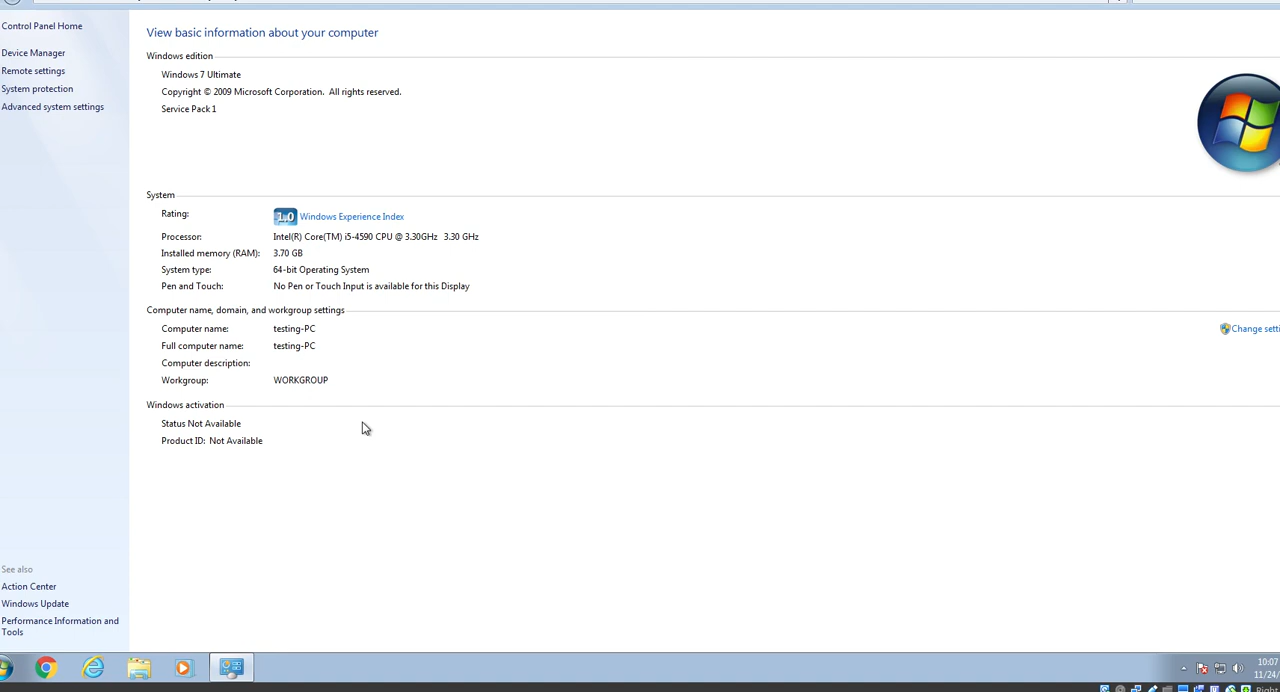 Control Panel Home
Device Manager
Remote settings
System protection
Advanced system settings
View basic information about your computer
Windows edition
Windows 7 Ultimate
Copyright © 2009 Microsoft Corporation. All rights reserved.
Service Pack 1
System
Rating: 1.0 Windows Experience Index
Processor: Intel(R) Core(TM) i5-4590 CPU @ 3.30GHz 3.30 GHz
Installed memory (RAM): 3.70 GB
System type: 64-bit Operating System
Pen and Touch: No Pen or Touch Input is available for this Display
Computer name, domain, and workgroup settings
Computer name: testing-PC
Change setti
Full computer name: testing-PC
Computer description:
Workgroup: WORKGROUP
Windows activation
Status Not Available
Product ID: Not Available
See also
Action Center
Windows Update
Performance Information and
Tools
10:07
11/24/
Right